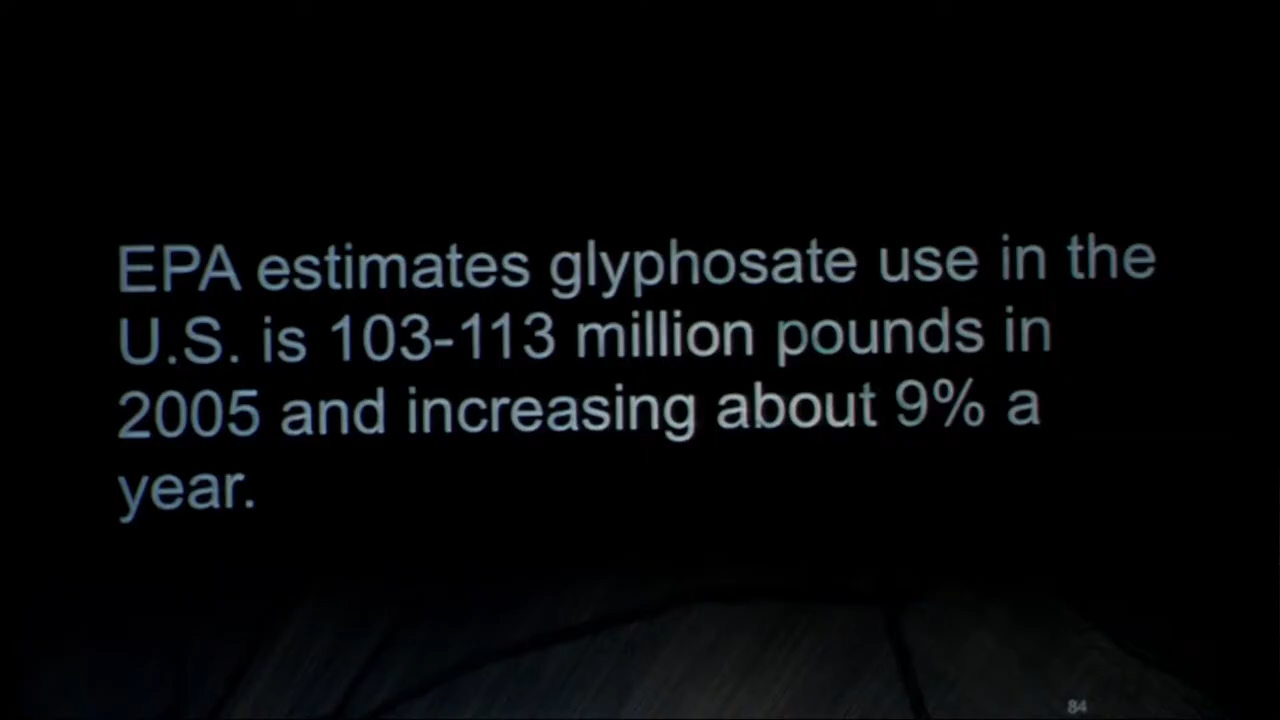 EPA estimates glyphosate use in the
U.S. is 103-113 million pounds in
2005 and increasing about 9% a
year.
84